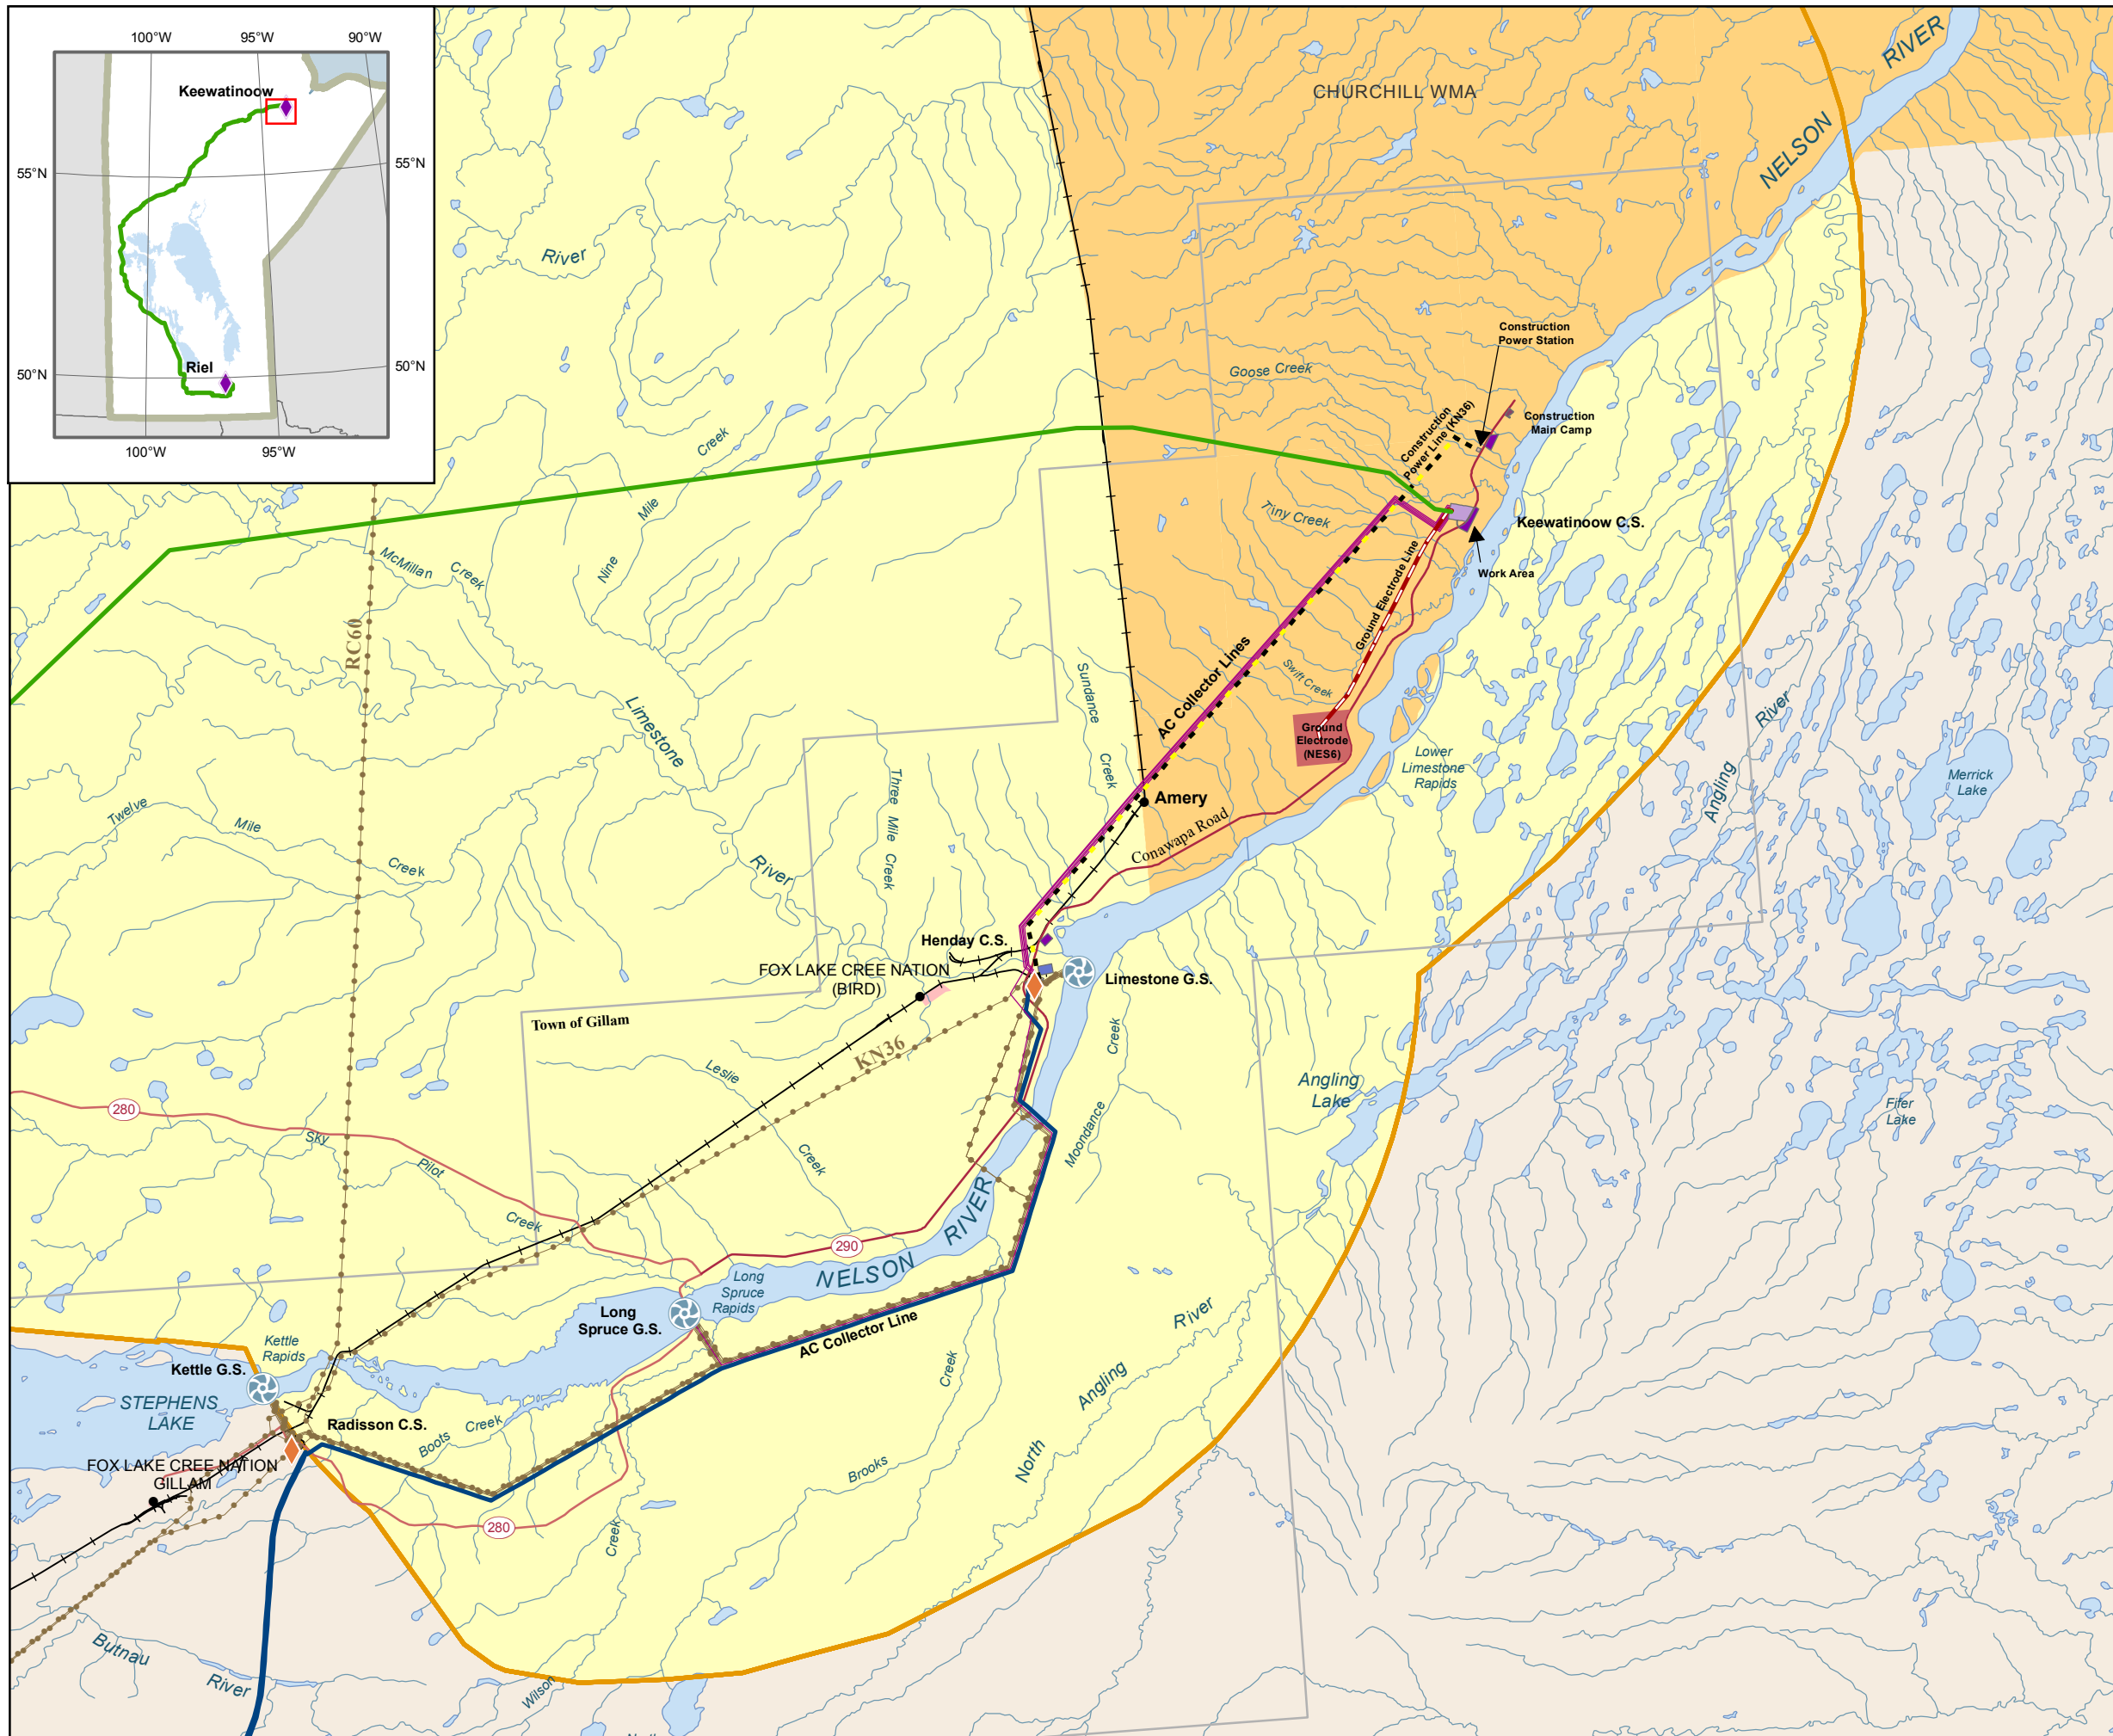 100°W
95°W
90°W
Keewatinoow
55°N
55°N
50°N
50°N
Riel
100°W
95°W
CHURCHILL WMA
NELSON
RIVER
River
Construction
Power Station
Goose Creek
Construction
Power Line (KN36)
Construction
Main Camp
Nine
Mile
Creek
Tiny Creek
Keewatinoow C.S.
Work Area
McMillan
Creek
RC60
Ground Electrode Line
AC Collector Lines
Swift Creek
Sundance
Creek
Limestone
River
Ground
Electrode
(NES6)
Lower
Limestone
Rapids
Angling
River
Merrick
Lake
Twelve
Mile
Creek
Three Mile Creek
Amery
Conawapa Road
Henday C.S.
FOX LAKE CREE NATION
(BIRD)
Limestone G.S.
Town of Gillam
KN36
Leslie
Creek
Creek
Moondance
Angling
Lake
Fifer
Lake
280
Sky
Pilot
Creek
290
NELSON
RIVER
Long
Spruce
Rapids
Long
Spruce G.S.
AC Collector Line
Kettle
Rapids
Kettle G.S.
STEPHENS
LAKE
Radisson C.S.
Boots
Creek
FOX LAKE CREE NATION
GILLAM
280
Creek
Brooks
Creek
North
Angling
River
Wilson
Butnau
River